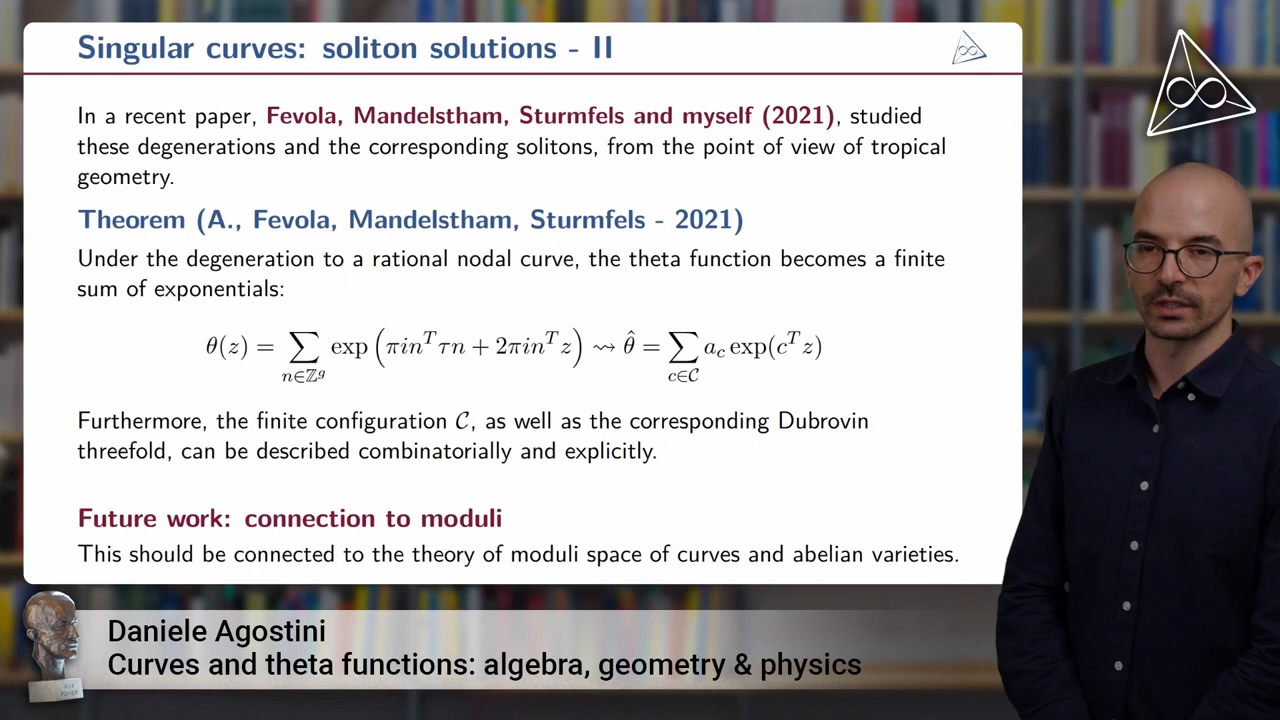 Singular curves: soliton solutions - II
In a recent paper, Fevola, Mandelstham, Sturmfels and myself (2021), studied
these degenerations and the corresponding solitons, from the point of view of tropical
geometry.
Theorem (A., Fevola, Mandelstham, Sturmfels - 2021)
Under the degeneration to a rational nodal curve, the theta function becomes a finite
sum of exponentials:
θ(z) = ∑_{n∈ℤ^g} exp(πin^Tτn + 2πin^Tz) ⇝ θ̂ = ∑_{c∈𝒞} a_c exp(c^Tz)
Furthermore, the finite configuration 𝒞, as well as the corresponding Dubrovin
threefold, can be described combinatorially and explicitly.
Future work: connection to moduli
This should be connected to the theory of moduli space of curves and abelian varieties.
Daniele Agostini
Curves and theta functions: algebra, geometry & physics